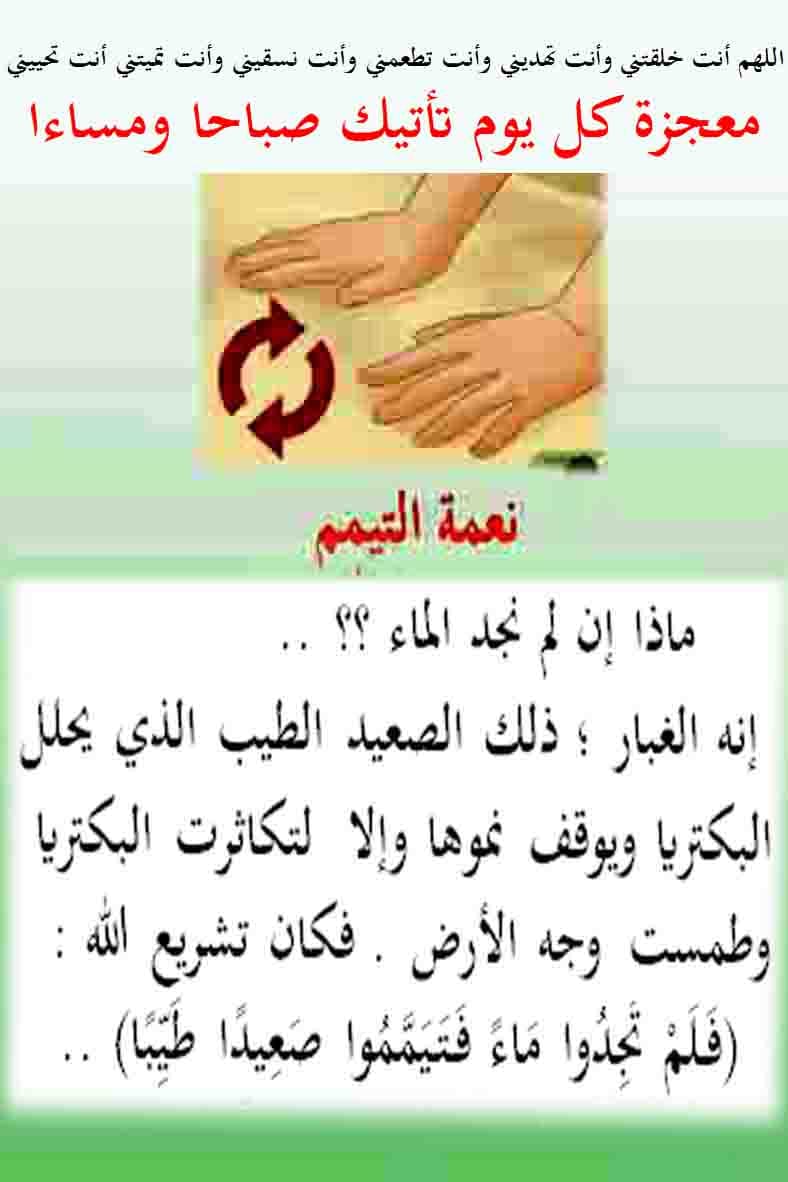 اللهم أنت خلقتني وأنت تهديني وأنت تطعمني وأنت نسقيني وأنت تميتني أنت تحييني
معجزة كل يوم تأتيك صباحا ومساءا
نعمة التيمم
ماذا إن لم نجد الماء ؟؟ ..
إنه الغبار ؛ ذلك الصعيد الطيب الذي يحلل
البكتريا ويوقف نموها وإلا لتكاثرت البكتريا
وطمست وجه الأرض . فكان تشريع الله :
(فَلَمْ تَجِدُوا مَاءً فَتَيَمَّمُوا صَعِيدًا طَيِّبًا) ..